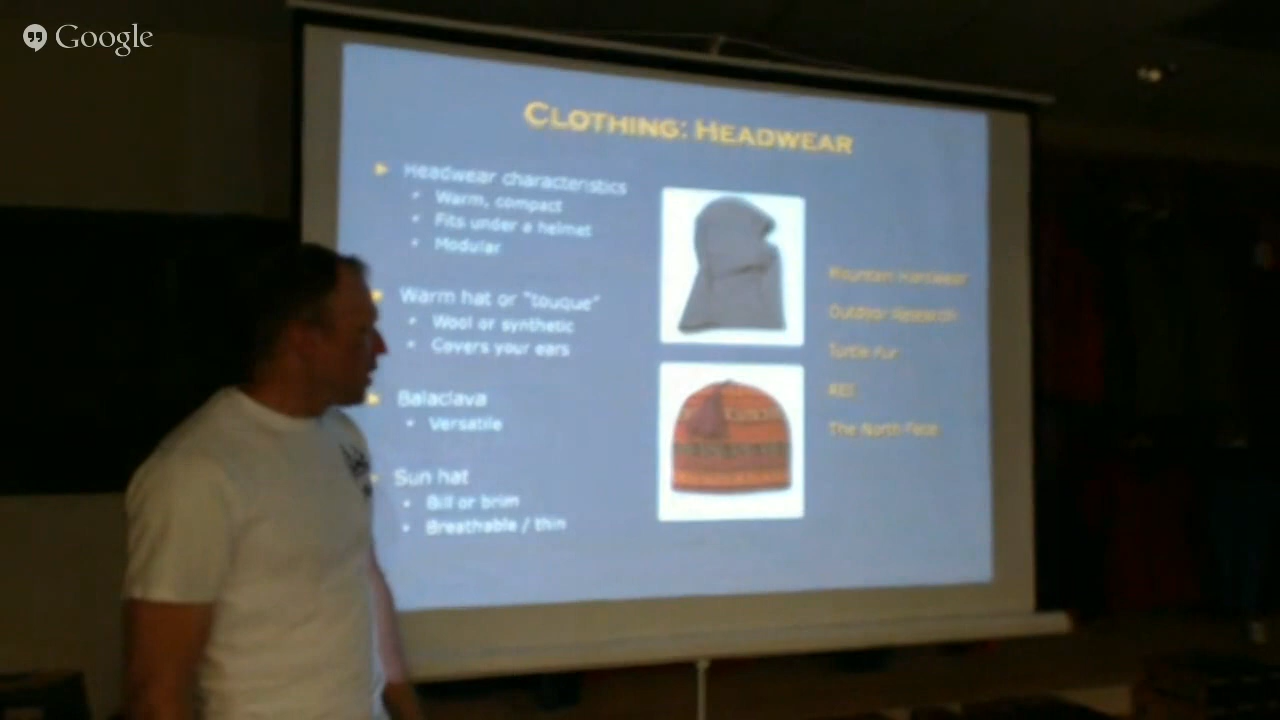 Google
CLOTHING: HEADWEAR
Headwear characteristics
Warm, compact
Fits under a helmet
Modular
Warm hat or "touque"
Wool or synthetic
Covers your ears
Balaclava
Versatile
Sun hat
Bill or brim
Breathable / thin
Mountain Hardwear
Outdoor Research
Turtle Fur
REI
The North Face